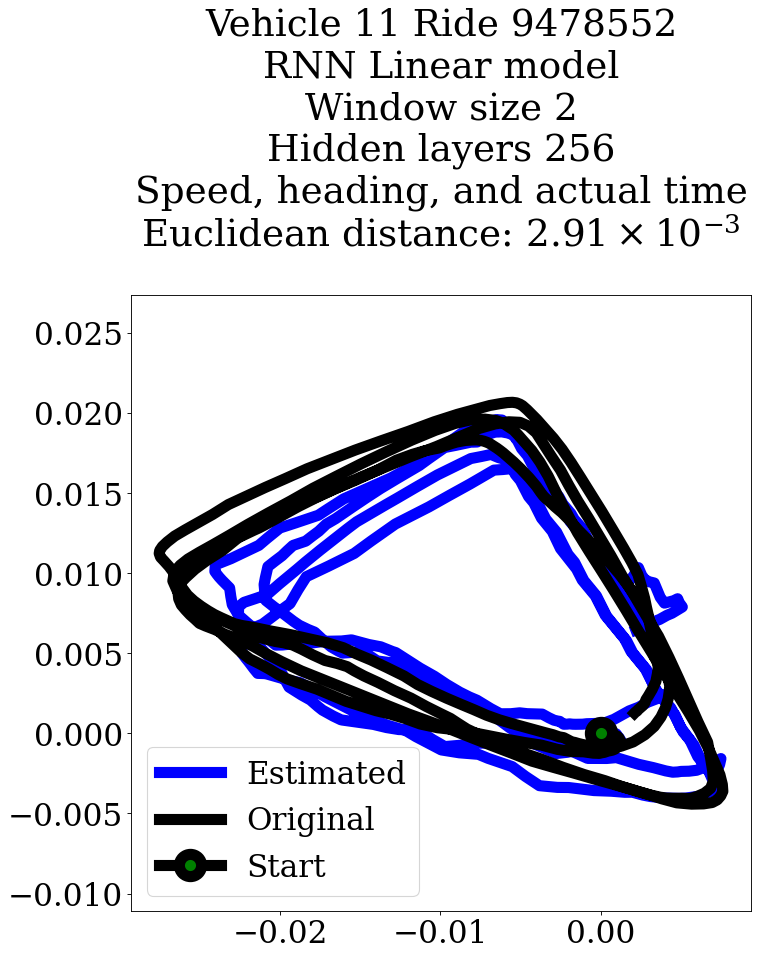 Vehicle 11 Ride 9478552
RNN Linear model
Window size 2
Hidden layers 256
Speed, heading, and actual time
Euclidean distance: 2.91 × 10⁻³
0.025
0.020
0.015
0.010
0.005
0.000
−0.005
−0.010
Estimated
Original
Start
−0.02 −0.01 0.00